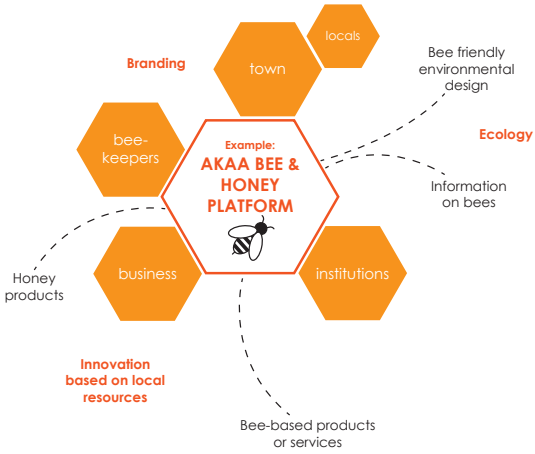 locals
town
Branding
Bee friendly
environmental
design
Ecology
bee-
keepers
Example:
AKAA BEE &
HONEY
PLATFORM
Information
on bees
business
institutions
Honey
products
Innovation
based on local
resources
Bee-based products
or services